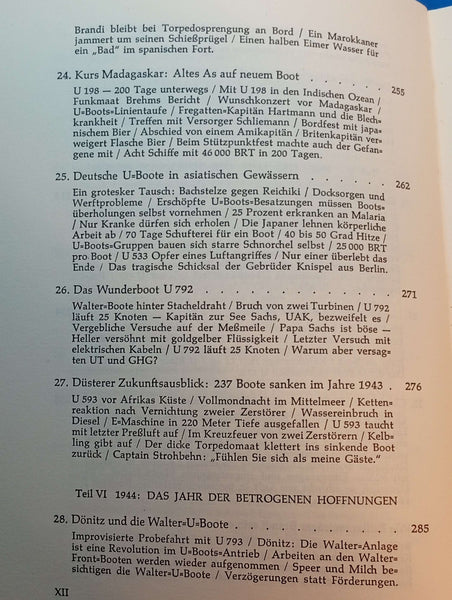 Brandi bleibt bei Torpedosprengung an Bord / Ein Marokkaner
jammert um seinen Schießprügel / Einen halben Eimer Wasser für
ein „Bad" im spanischen Fort.
24. Kurs Madagaskar: Altes As auf neuem Boot . . . . . 255
U 198 — 200 Tage unterwegs / Mit U 198 in den Indischen Ozean /
Funkmaat Brehms Bericht / Wunschkonzert vor Madagaskar /
U=Boots=Linientaufe / Fregatten=Kapitän Hartmann und die Blech=
krankheit / Treffen mit Versorger Schliemann / Bordfest mit japa=
nischem Bier / Abschied von einem Amikapitän / Britenkapitän ver=
weigert Flasche Bier / Beim Stützpunktfest machte auch der Gefan=
gene mit / Acht Schiffe mit 46 000 BRT in 200 Tagen.
25. Deutsche U=Boote in asiatischen Gewässern . . . . . 262
Ein grotesker Tausch: Bachstelze gegen Reichiki / Docksorgen und
Werftprobleme / Erschöpfte U=Boots=Besatzungen müssen Boots=
überholungen selbst vornehmen / 25 Prozent erkranken an Malaria
/ Nur Kranke dürfen sich erholen / Die Japaner lehnen körperliche
Arbeit ab / 70 Tage Schufterei für ein Boot / 40 bis 50 Grad Hitze /
U=Boots=Gruppen bauen sich starre Schnorchel selbst / 25 000 BRT
pro Boot / U 533 Opfer eines Luftangriffes / Nur einer überlebt das
Ende / Das tragische Schicksal der Gebrüder Knispel aus Berlin.
26. Das Wunderboot U 792 . . . . . . . . 271
Walter=Boote hinter Stacheldraht / Bruch von zwei Turbinen / U 792
läuft 25 Knoten — Kapitän zur See Sachs, UAK, bezweifelt es /
Vergebliche Versuche auf der Meßmeile / Papa Sachs ist böse —
Heller versöhnt mit goldgelber Flüssigkeit / Letzter Versuch mit
elektrischen Kabeln / U 792 läuft 25 Knoten / Warum aber versag=
ten UT und GHG?
27. Düsterer Zukunftsausblick: 237 Boote sanken im Jahre 1943 . 276
U 593 vor Afrikas Küste / Vollmondnacht im Mittelmeer / Ketten=
reaktion nach Vernichtung zweier Zerstörer / Wassereinbruch in
Diesel / E=Maschine in 220 Meter Tiefe ausgefallen / U 593 taucht
mit letzter Preßluft auf / Im Kreuzfeuer von zwei Zerstörern / Kelb=
ling gibt auf / Der dicke Torpedomaat klettert ins sinkende Boot
zurück / Captain Strohbehn: „Fühlen Sie sich als meine Gäste."
Teil VI 1944: DAS JAHR DER BETROGENEN HOFFNUNGEN
28. Dönitz und die Walter=U=Boote . . . . . . . 285
Improvisierte Probefahrt mit U 793 / Dönitz: Die Walter=Anlage
ist eine Revolution im U=Boots=Antrieb / Arbeiten an den Walter=
Front=Booten werden wieder aufgenommen / Speer und Milch be=
sichtigen die Walter=U=Boote / Verzögerungen statt Förderungen.
XII